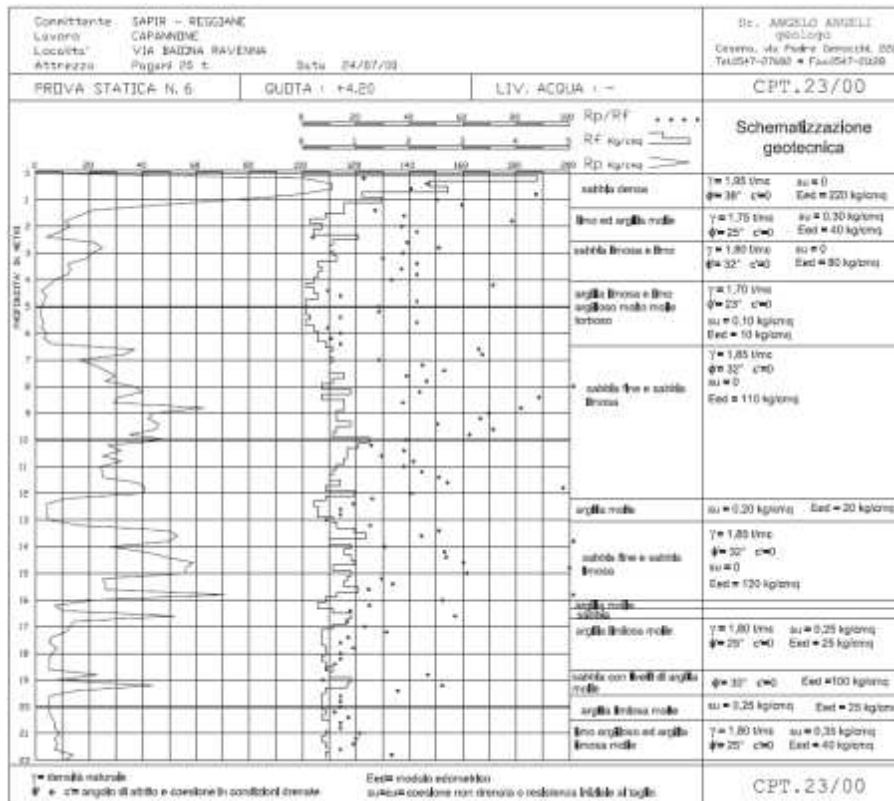 Committente SAPIR - REGGIANE
Lavoro CAPANNONE
Localita' VIA BAIONA RAVENNA
Attrezzo Pagani 20 t. Data 24/07/00
Dr. ANGELO ANGELI
geologo
PROVA STATICA N. 6 QUOTA : +4.20 LIV. ACQUA : -
CPT.23/00
Rp/Rf
Rf Kg/cmq
Rp Kg/cmq
Schematizzazione
geotecnica
PROFONDITA' IN METRI
sabbia densa
γ= 1,95 t/mc su = 0
ϕ'= 38° c'=0 Eed = 220 kg/cmq
limo ed argilla molle
γ= 1,75 t/mc su = 0,30 kg/cmq
ϕ'= 25° c'=0 Eed = 40 kg/cmq
sabbia limosa e limo
γ= 1,80 t/mc su = 0
ϕ'= 32° c'=0 Eed = 80 kg/cmq
argilla limosa e limo
argilloso molto molle
torboso
γ= 1,70 t/mc
ϕ'= 23° c'=0
su = 0,10 kg/cmq
Eed = 10 kg/cmq
sabbia fine e sabbia
limosa
γ= 1,85 t/mc
ϕ'= 32° c'=0
su = 0
Eed = 110 kg/cmq
argilla molle
su = 0,20 kg/cmq Eed = 20 kg/cmq
sabbia fine e sabbia
limosa
γ= 1,85 t/mc
ϕ'= 32° c'=0
su = 0
Eed = 120 kg/cmq
argilla molle
sabbia
argilla limosa molle
γ= 1,80 t/mc su = 0,25 kg/cmq
ϕ'= 25° c'=0 Eed = 25 kg/cmq
sabbia con livelli di argilla
molle
ϕ'= 32° c'=0 Eed =100 kg/cmq
argilla limosa molle
su = 0,25 kg/cmq Eed = 25 kg/cmq
limo argilloso ed argilla
limosa molle
γ= 1,80 t/mc su = 0,35 kg/cmq
ϕ'= 25° c'=0 Eed = 40 kg/cmq
γ= densità naturale Eed= modulo edometrico
ϕ' e c'= angolo di attrito e coesione in condizioni drenate su=cu= coesione non drenata o resistenza iniziale al taglio
CPT.23/00